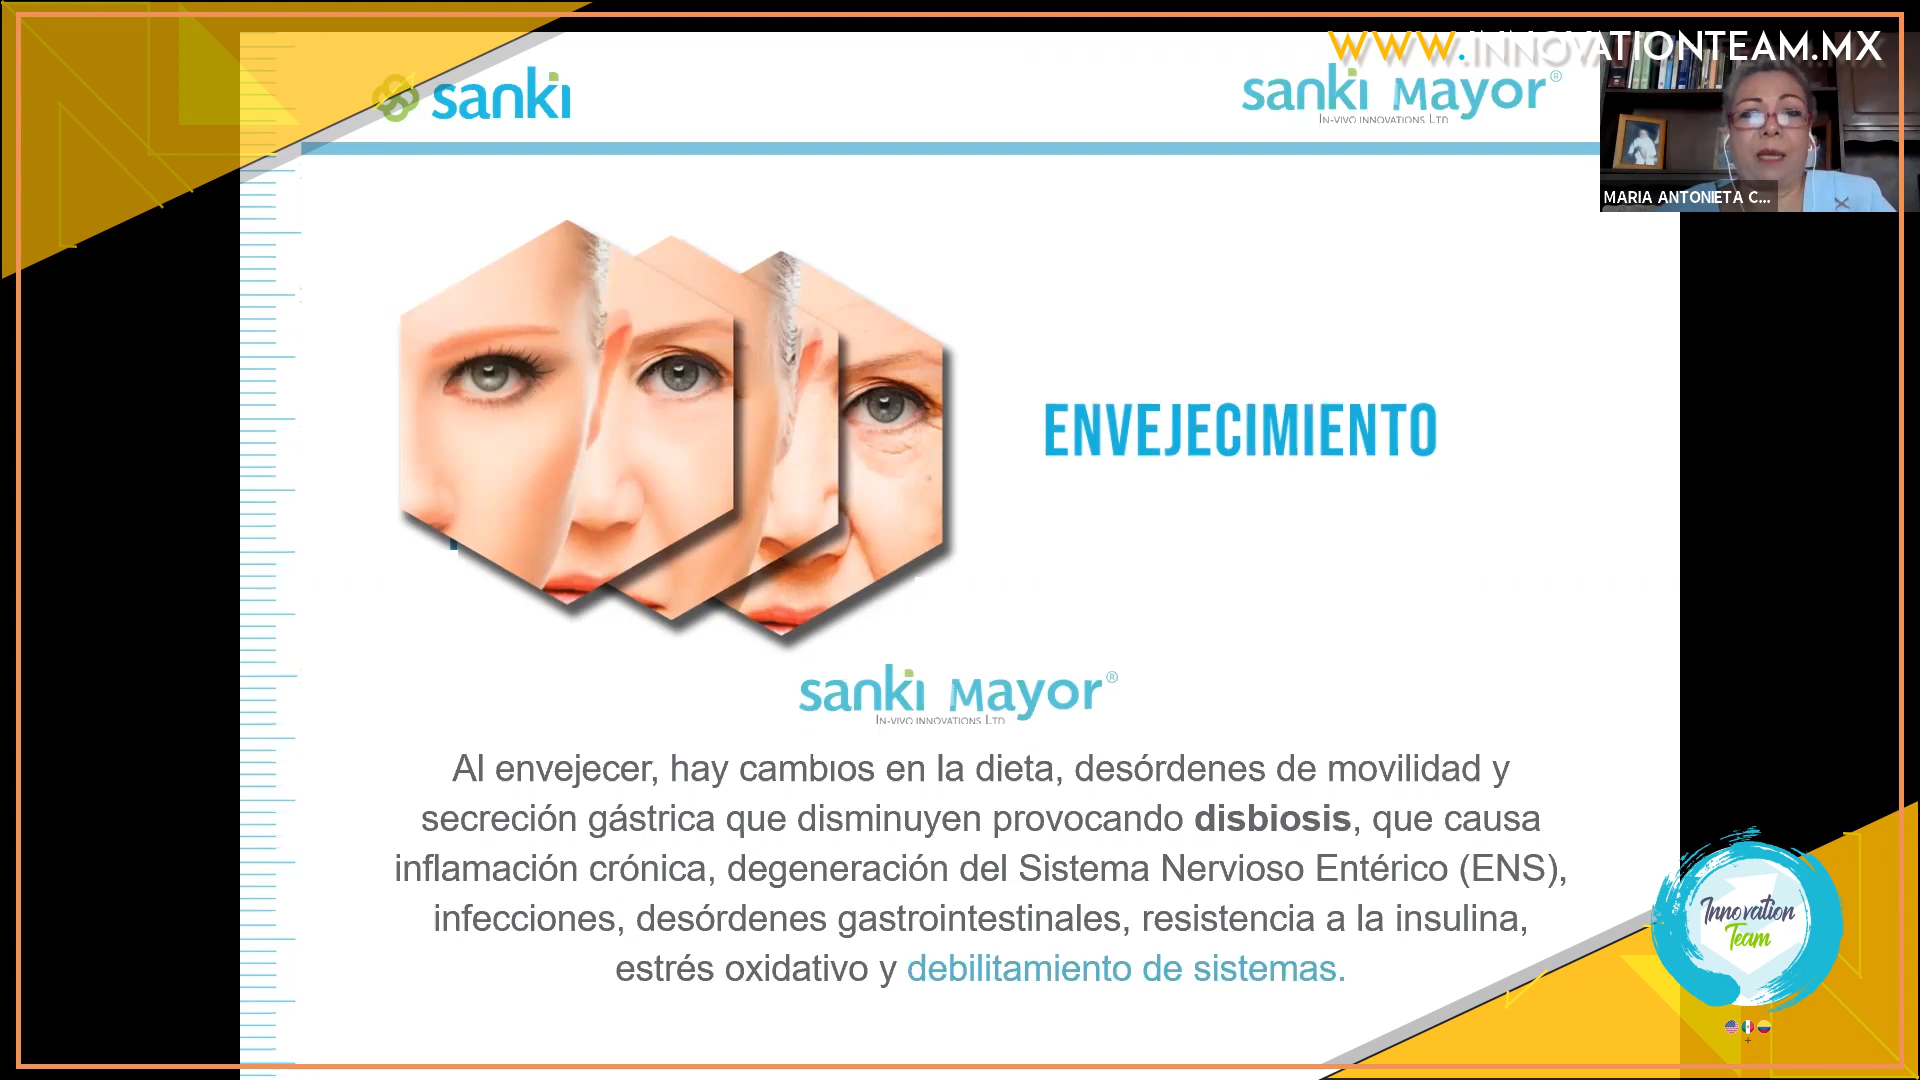 WWW.INNOVATIONTEAM.MX
sanki
sanki Mayor®
In-vivo innovations Ltd
MARIA ANTONIETA C...
ENVEJECIMIENTO
sanki Mayor®
In-vivo innovations Ltd
Al envejecer, hay cambios en la dieta, desórdenes de movilidad y
secreción gástrica que disminuyen provocando disbiosis, que causa
inflamación crónica, degeneración del Sistema Nervioso Entérico (ENS),
infecciones, desórdenes gastrointestinales, resistencia a la insulina,
estrés oxidativo y debilitamiento de sistemas.
Innovation
Team
+